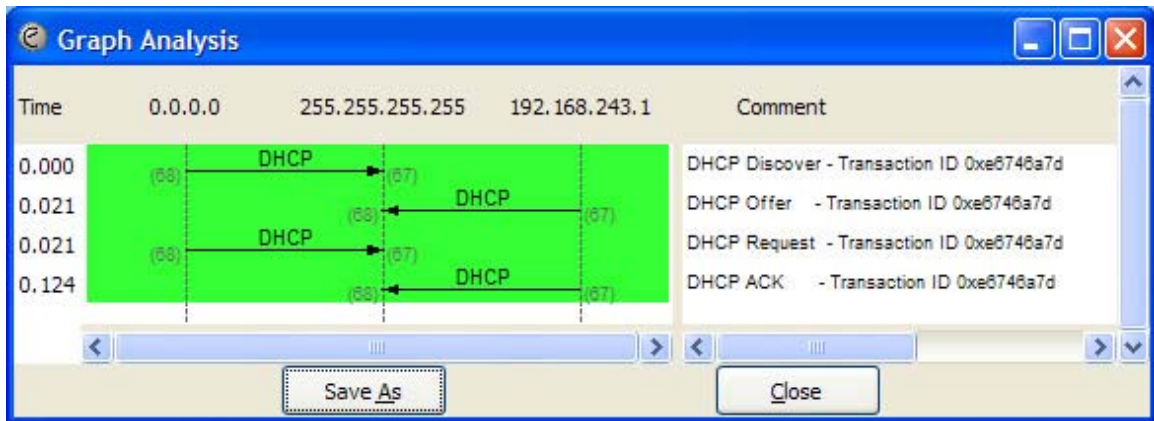 Graph Analysis
Time 0.0.0.0 255.255.255.255 192.168.243.1 Comment
0.000 (68) DHCP (67) DHCP Discover - Transaction ID 0xe6746a7d
0.021 (68) DHCP (67) DHCP Offer - Transaction ID 0xe6746a7d
0.021 (68) DHCP (67) DHCP Request - Transaction ID 0xe6746a7d
0.124 (68) DHCP (67) DHCP ACK - Transaction ID 0xe6746a7d
Save As Close